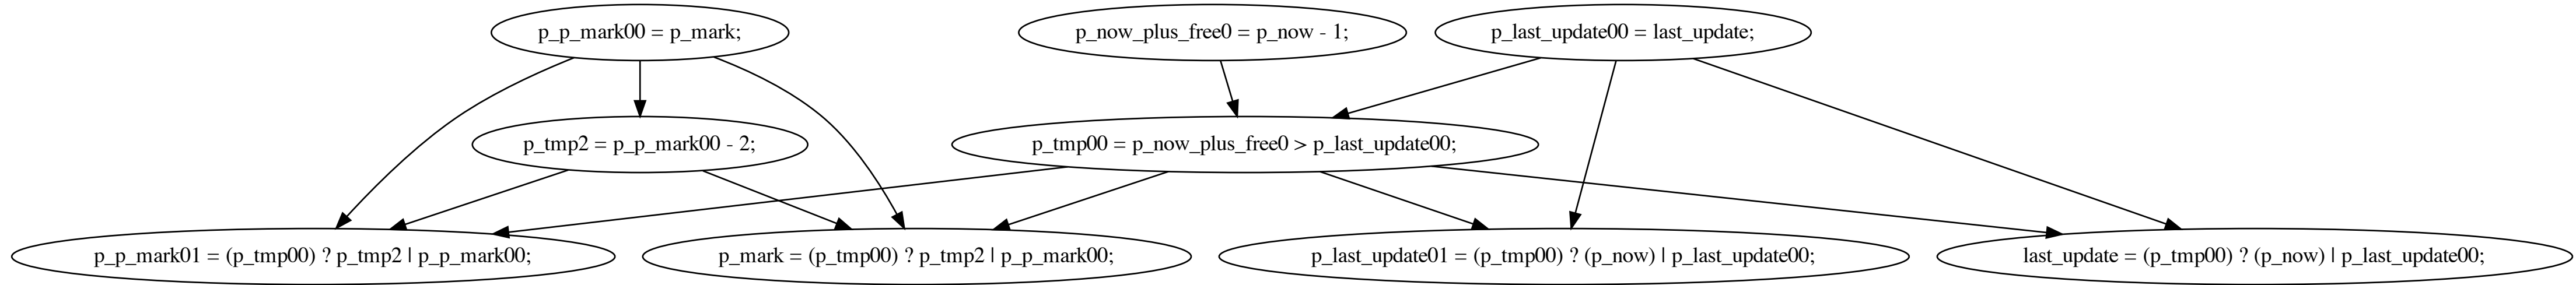 p_p_mark00 = p_mark;
p_now_plus_free0 = p_now - 1;
p_last_update00 = last_update;
p_tmp2 = p_p_mark00 - 2;
p_tmp00 = p_now_plus_free0 > p_last_update00;
p_p_mark01 = (p_tmp00) ? p_tmp2 | p_p_mark00;
p_mark = (p_tmp00) ? p_tmp2 | p_p_mark00;
p_last_update01 = (p_tmp00) ? (p_now) | p_last_update00;
last_update = (p_tmp00) ? (p_now) | p_last_update00;